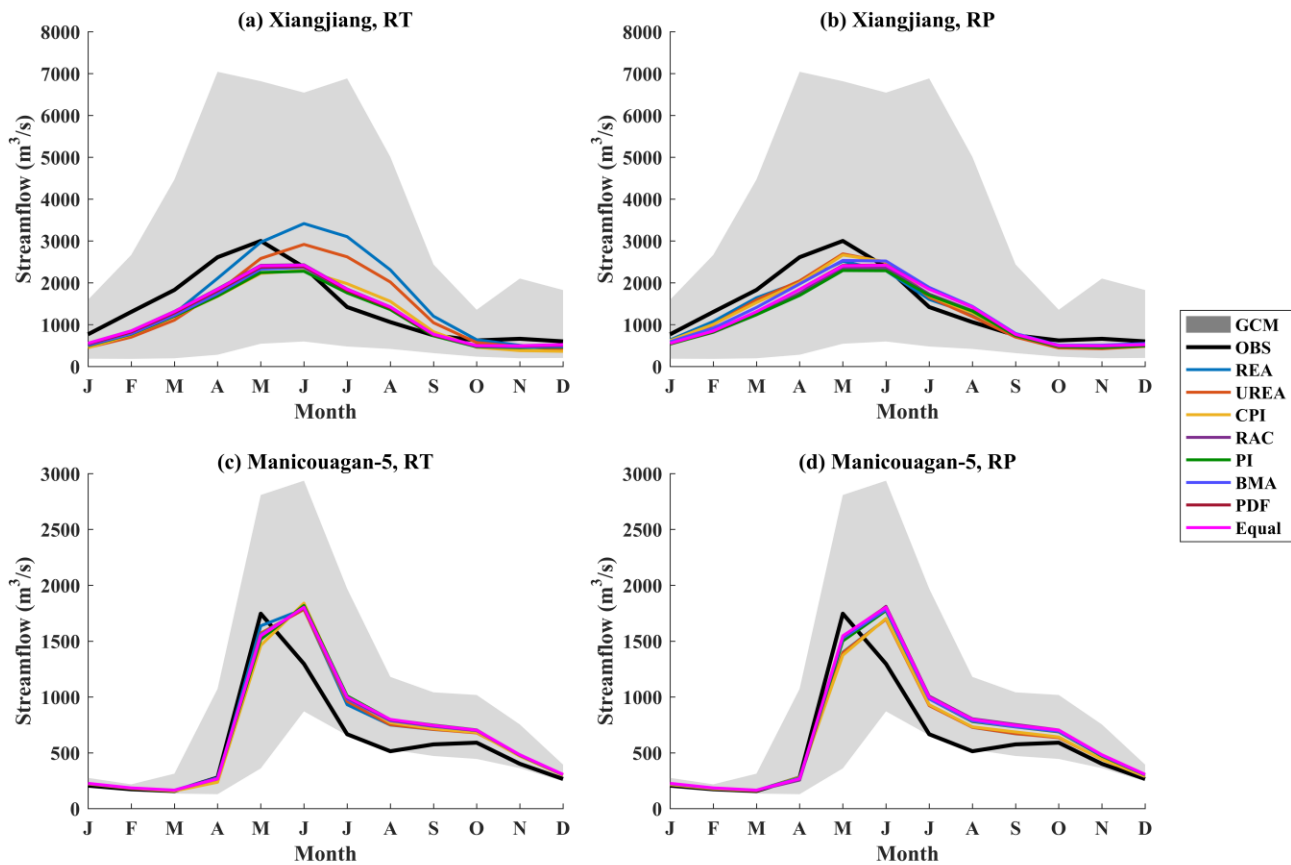 (a) Xiangjiang, RT
8000
7000
6000
5000
4000
3000
2000
1000
0
Streamflow (m³/s)
J F M A M J J A S O N D
Month
(b) Xiangjiang, RP
8000
7000
6000
5000
4000
3000
2000
1000
0
Streamflow (m³/s)
J F M A M J J A S O N D
Month
(c) Manicouagan-5, RT
3000
2500
2000
1500
1000
500
0
Streamflow (m³/s)
J F M A M J J A S O N D
Month
(d) Manicouagan-5, RP
3000
2500
2000
1500
1000
500
0
Streamflow (m³/s)
J F M A M J J A S O N D
Month
GCM
OBS
REA
UREA
CPI
RAC
PI
BMA
PDF
Equal